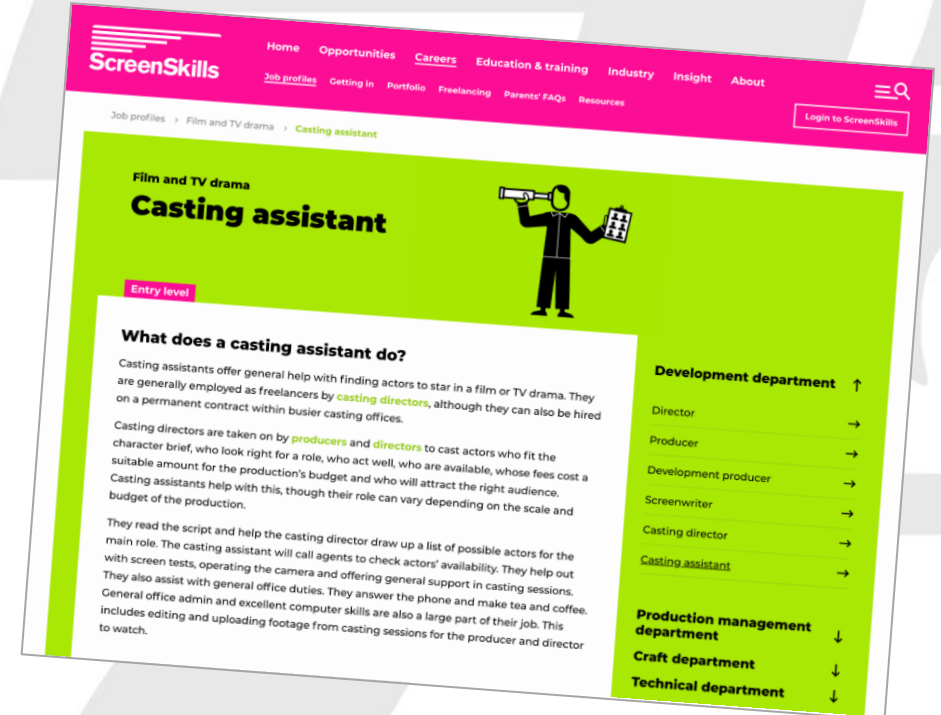 ScreenSkills
Home Opportunities Careers Education & training Industry Insight About
Job profiles Getting in Portfolio Freelancing Parents' FAQs Resources
Login to ScreenSkills
Job profiles > Film and TV drama > Casting assistant
Film and TV drama
Casting assistant
Entry level
What does a casting assistant do?
Casting assistants offer general help with finding actors to star in a film or TV drama. They
are generally employed as freelancers by casting directors, although they can also be hired
on a permanent contract within busier casting offices.
Casting directors are taken on by producers and directors to cast actors who fit the
character brief, who look right for a role, who act well, who are available, whose fees cost a
suitable amount for the production's budget and who will attract the right audience.
Casting assistants help with this, though their role can vary depending on the scale and
budget of the production.
They read the script and help the casting director draw up a list of possible actors for the
main role. The casting assistant will call agents to check actors' availability. They help out
with screen tests, operating the camera and offering general support in casting sessions.
They also assist with general office duties. They answer the phone and make tea and coffee.
General office admin and excellent computer skills are also a large part of their job. This
includes editing and uploading footage from casting sessions for the producer and director
to watch.
Development department ↑
Director →
Producer →
Development producer →
Screenwriter →
Casting director →
Casting assistant →
Production management
department ↓
Craft department ↓
Technical department ↓